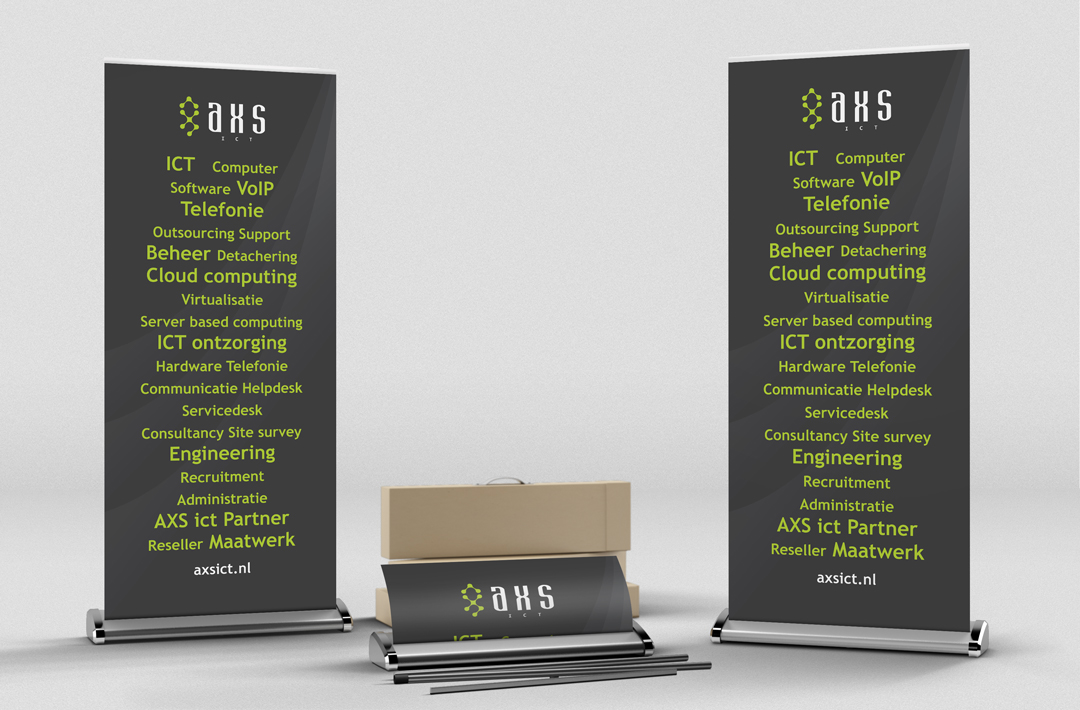 axs
ICT
ICT Computer
Software VoIP
Telefonie
Outsourcing Support
Beheer Detachering
Cloud computing
Virtualisatie
Server based computing
ICT ontzorging
Hardware Telefonie
Communicatie Helpdesk
Servicedesk
Consultancy Site survey
Engineering
Recruitment
Administratie
AXS ict Partner
Reseller Maatwerk
axsict.nl
axs
ICT
ICT Computer
Software VoIP
Telefonie
Outsourcing Support
Beheer Detachering
Cloud computing
Virtualisatie
Server based computing
ICT ontzorging
Hardware Telefonie
Communicatie Helpdesk
Servicedesk
Consultancy Site survey
Engineering
Recruitment
Administratie
AXS ict Partner
Reseller Maatwerk
axsict.nl
axs
ICT
ICT